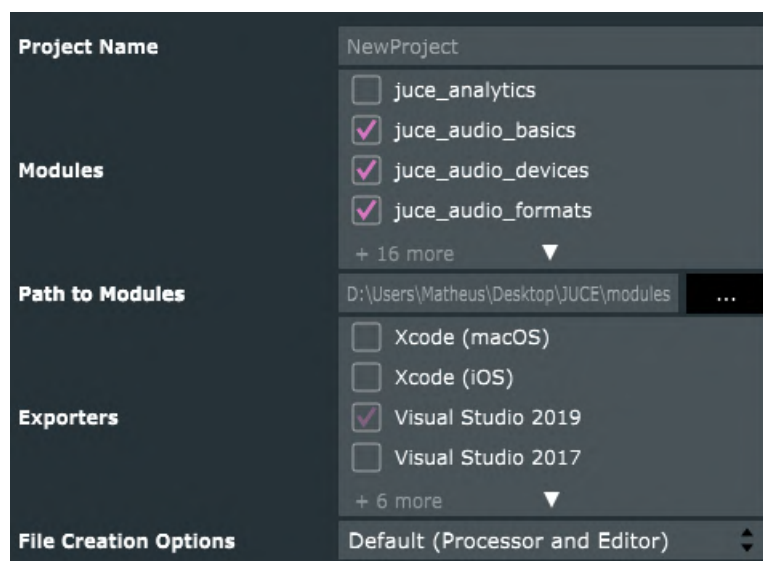 Project Name NewProject
juce_analytics
juce_audio_basics
Modules juce_audio_devices
juce_audio_formats
+ 16 more
Path to Modules D:\Users\Matheus\Desktop\JUCE\modules ...
Xcode (macOS)
Xcode (iOS)
Exporters Visual Studio 2019
Visual Studio 2017
+ 6 more
File Creation Options Default (Processor and Editor)